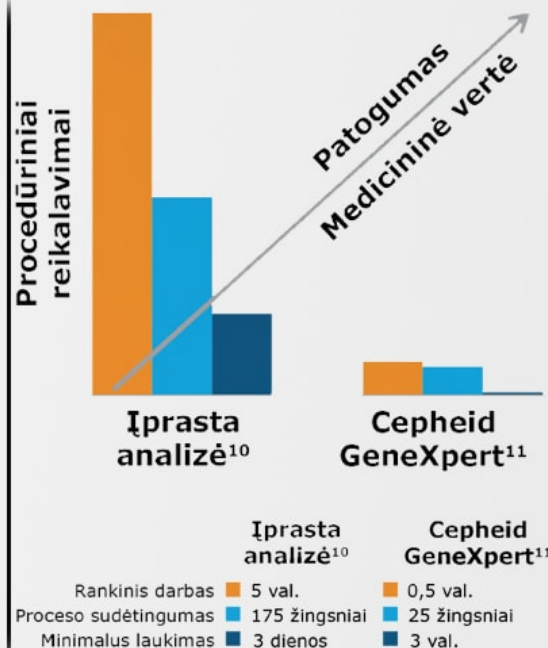 Procedūriniai
reikalavimai
Patogumas
Medicininė vertė
Įprasta
analizė¹⁰
Cepheid
GeneXpert¹¹
Įprasta
analizė¹⁰
Cepheid
GeneXpert¹¹
Rankinis darbas 5 val. 0,5 val.
Proceso sudėtingumas 175 žingsniai 25 žingsniai
Minimalus laukimas 3 dienos 3 val.